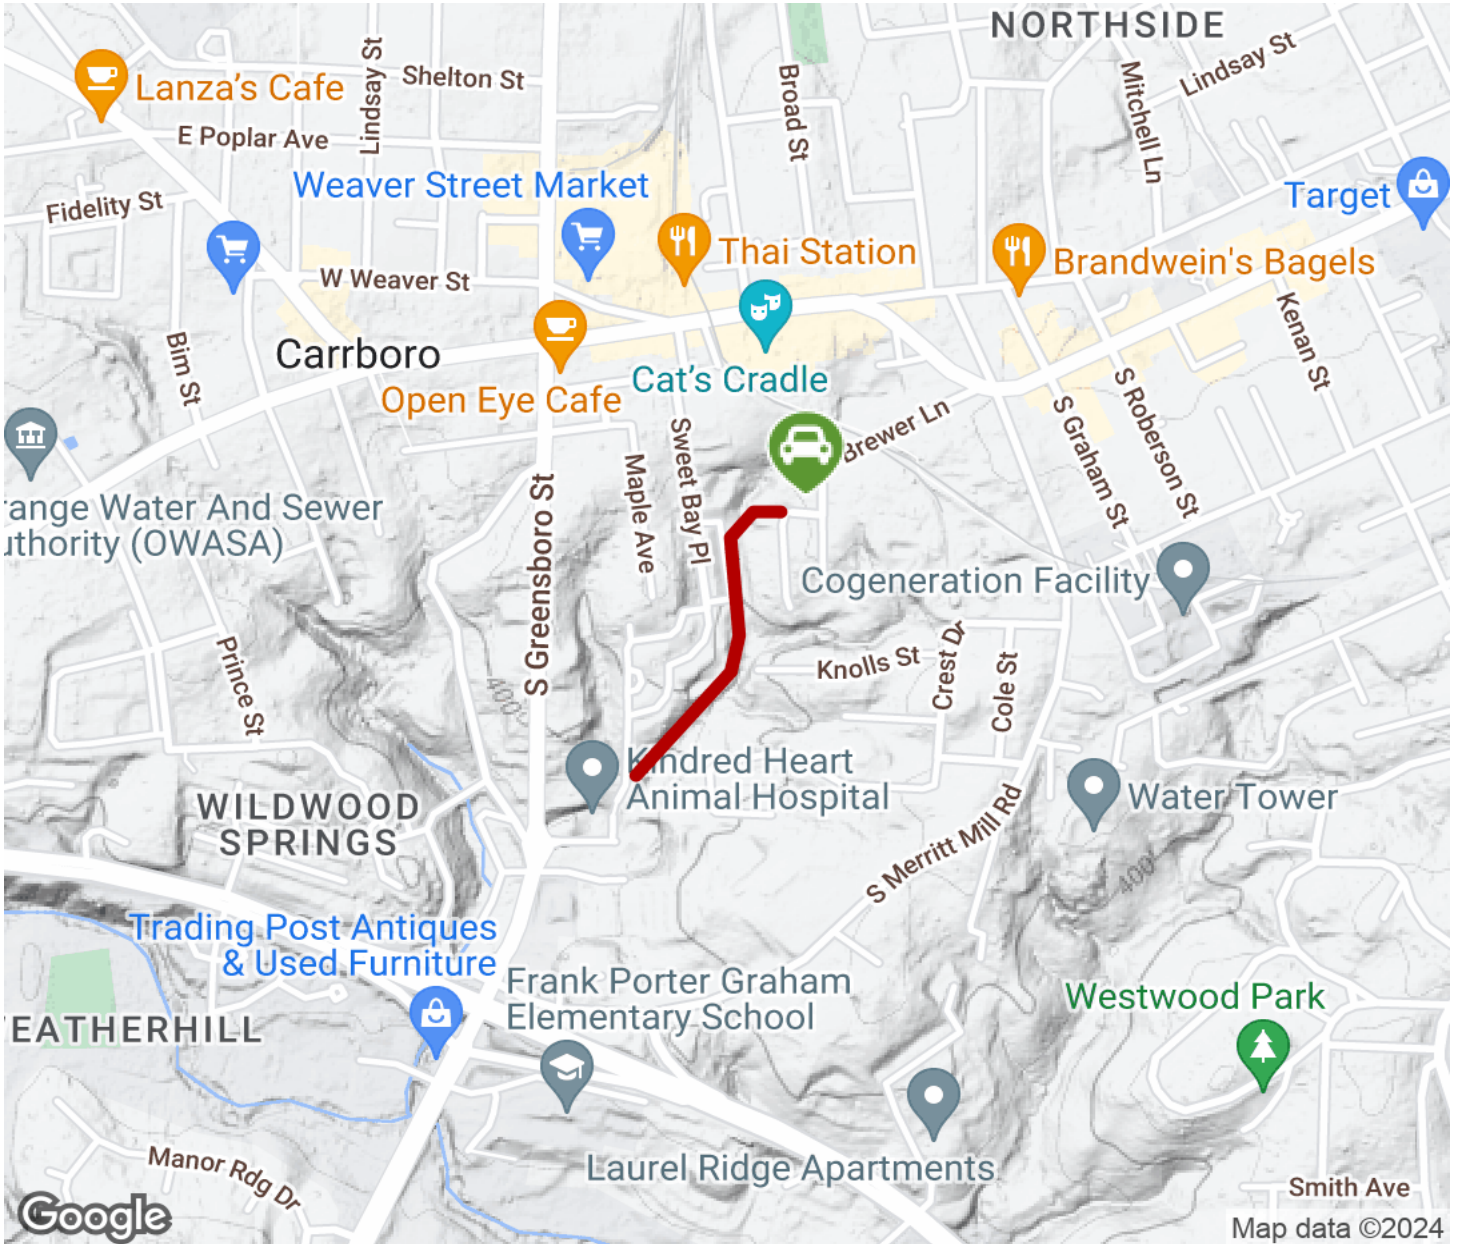 NORTHSIDE
Lindsay St
Shelton St
Lindsay St
Broad St
Mitchell Ln
Lanza's Cafe
E Poplar Ave
Weaver Street Market
Target
Fidelity St
Thai Station
Brandwein's Bagels
W Weaver St
Kenan St
Bim St
Carrboro
Cat's Cradle
Open Eye Cafe
S Roberson St
S Graham St
Brewer Ln
Sweet Bay Pl
Maple Ave
S Greensboro St
range Water And Sewer
uthority (OWASA)
Cogeneration Facility
Prince St
Knolls St
Crest Dr
Cole St
400'
Kindred Heart
Animal Hospital
Water Tower
WILDWOOD
SPRINGS
S Merritt Mill Rd
400'
Trading Post Antiques
& Used Furniture
Frank Porter Graham
Elementary School
Westwood Park
EATHERHILL
Laurel Ridge Apartments
Manor Rdg Dr
Smith Ave
Google
Map data ©2024